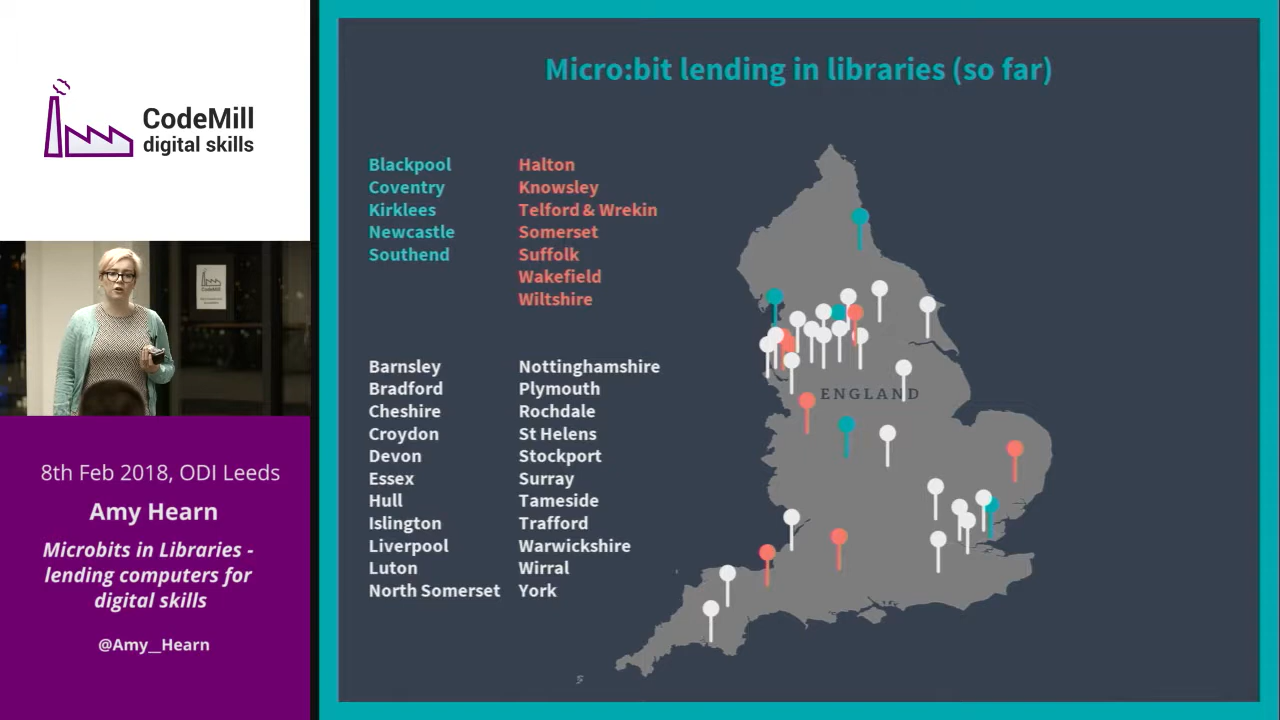 CodeMill
digital skills
8th Feb 2018, ODI Leeds
Amy Hearn
Microbits in Libraries -
lending computers for
digital skills
@Amy__Hearn
Micro:bit lending in libraries (so far)
Blackpool
Coventry
Kirklees
Newcastle
Southend
Halton
Knowsley
Telford & Wrekin
Somerset
Suffolk
Wakefield
Wiltshire
Barnsley
Bradford
Cheshire
Croydon
Devon
Essex
Hull
Islington
Liverpool
Luton
North Somerset
Nottinghamshire
Plymouth
Rochdale
St Helens
Stockport
Surray
Tameside
Trafford
Warwickshire
Wirral
York
ENGLAND